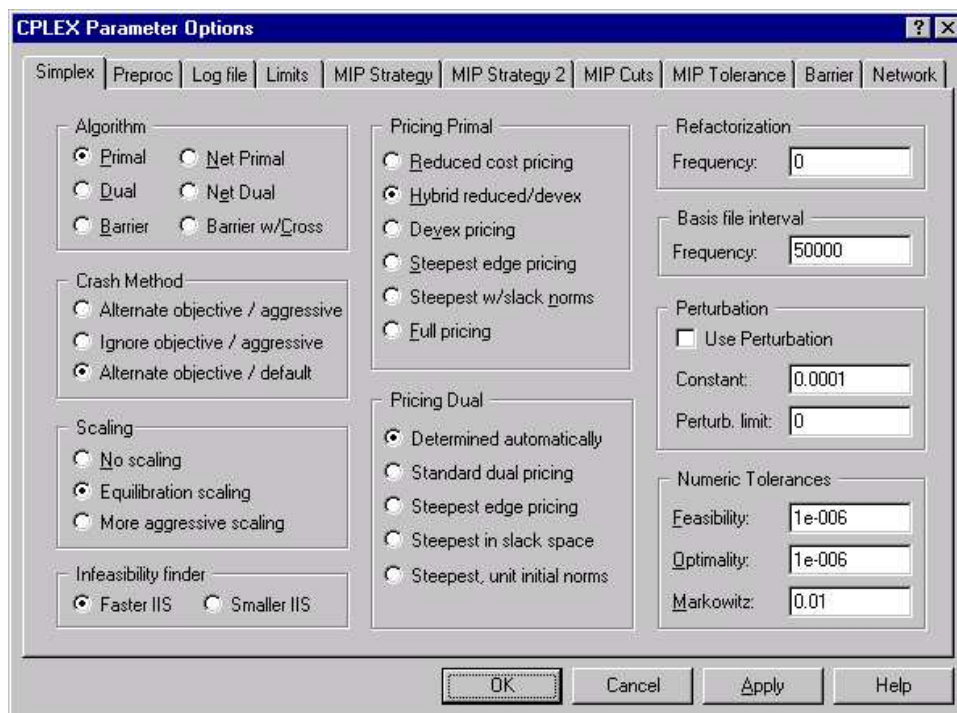 CPLEX Parameter Options
Simplex
Preproc
Log file
Limits
MIP Strategy
MIP Strategy 2
MIP Cuts
MIP Tolerance
Barrier
Network
Algorithm
Primal
Net Primal
Dual
Net Dual
Barrier
Barrier w/Cross
Crash Method
Alternate objective / aggressive
Ignore objective / aggressive
Alternate objective / default
Scaling
No scaling
Equilibration scaling
More aggressive scaling
Infeasibility finder
Faster IIS
Smaller IIS
Pricing Primal
Reduced cost pricing
Hybrid reduced/devex
Devex pricing
Steepest edge pricing
Steepest w/slack norms
Full pricing
Pricing Dual
Determined automatically
Standard dual pricing
Steepest edge pricing
Steepest in slack space
Steepest, unit initial norms
Refactorization
Frequency: 0
Basis file interval
Frequency: 50000
Perturbation
Use Perturbation
Constant: 0.0001
Perturb. limit: 0
Numeric Tolerances
Feasibility: 1e-006
Optimality: 1e-006
Markowitz: 0.01
OK
Cancel
Apply
Help